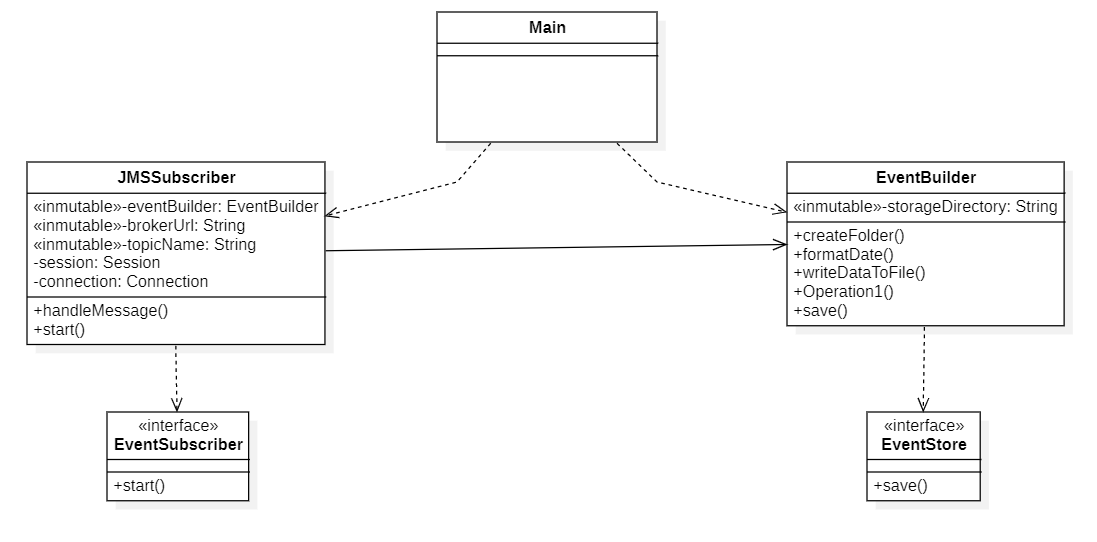 Main
JMSSubscriber
«inmutable»-eventBuilder: EventBuilder
«inmutable»-brokerUrl: String
«inmutable»-topicName: String
-session: Session
-connection: Connection
+handleMessage()
+start()
EventBuilder
«inmutable»-storageDirectory: String
+createFolder()
+formatDate()
+writeDataToFile()
+Operation1()
+save()
«interface»
EventSubscriber
+start()
«interface»
EventStore
+save()